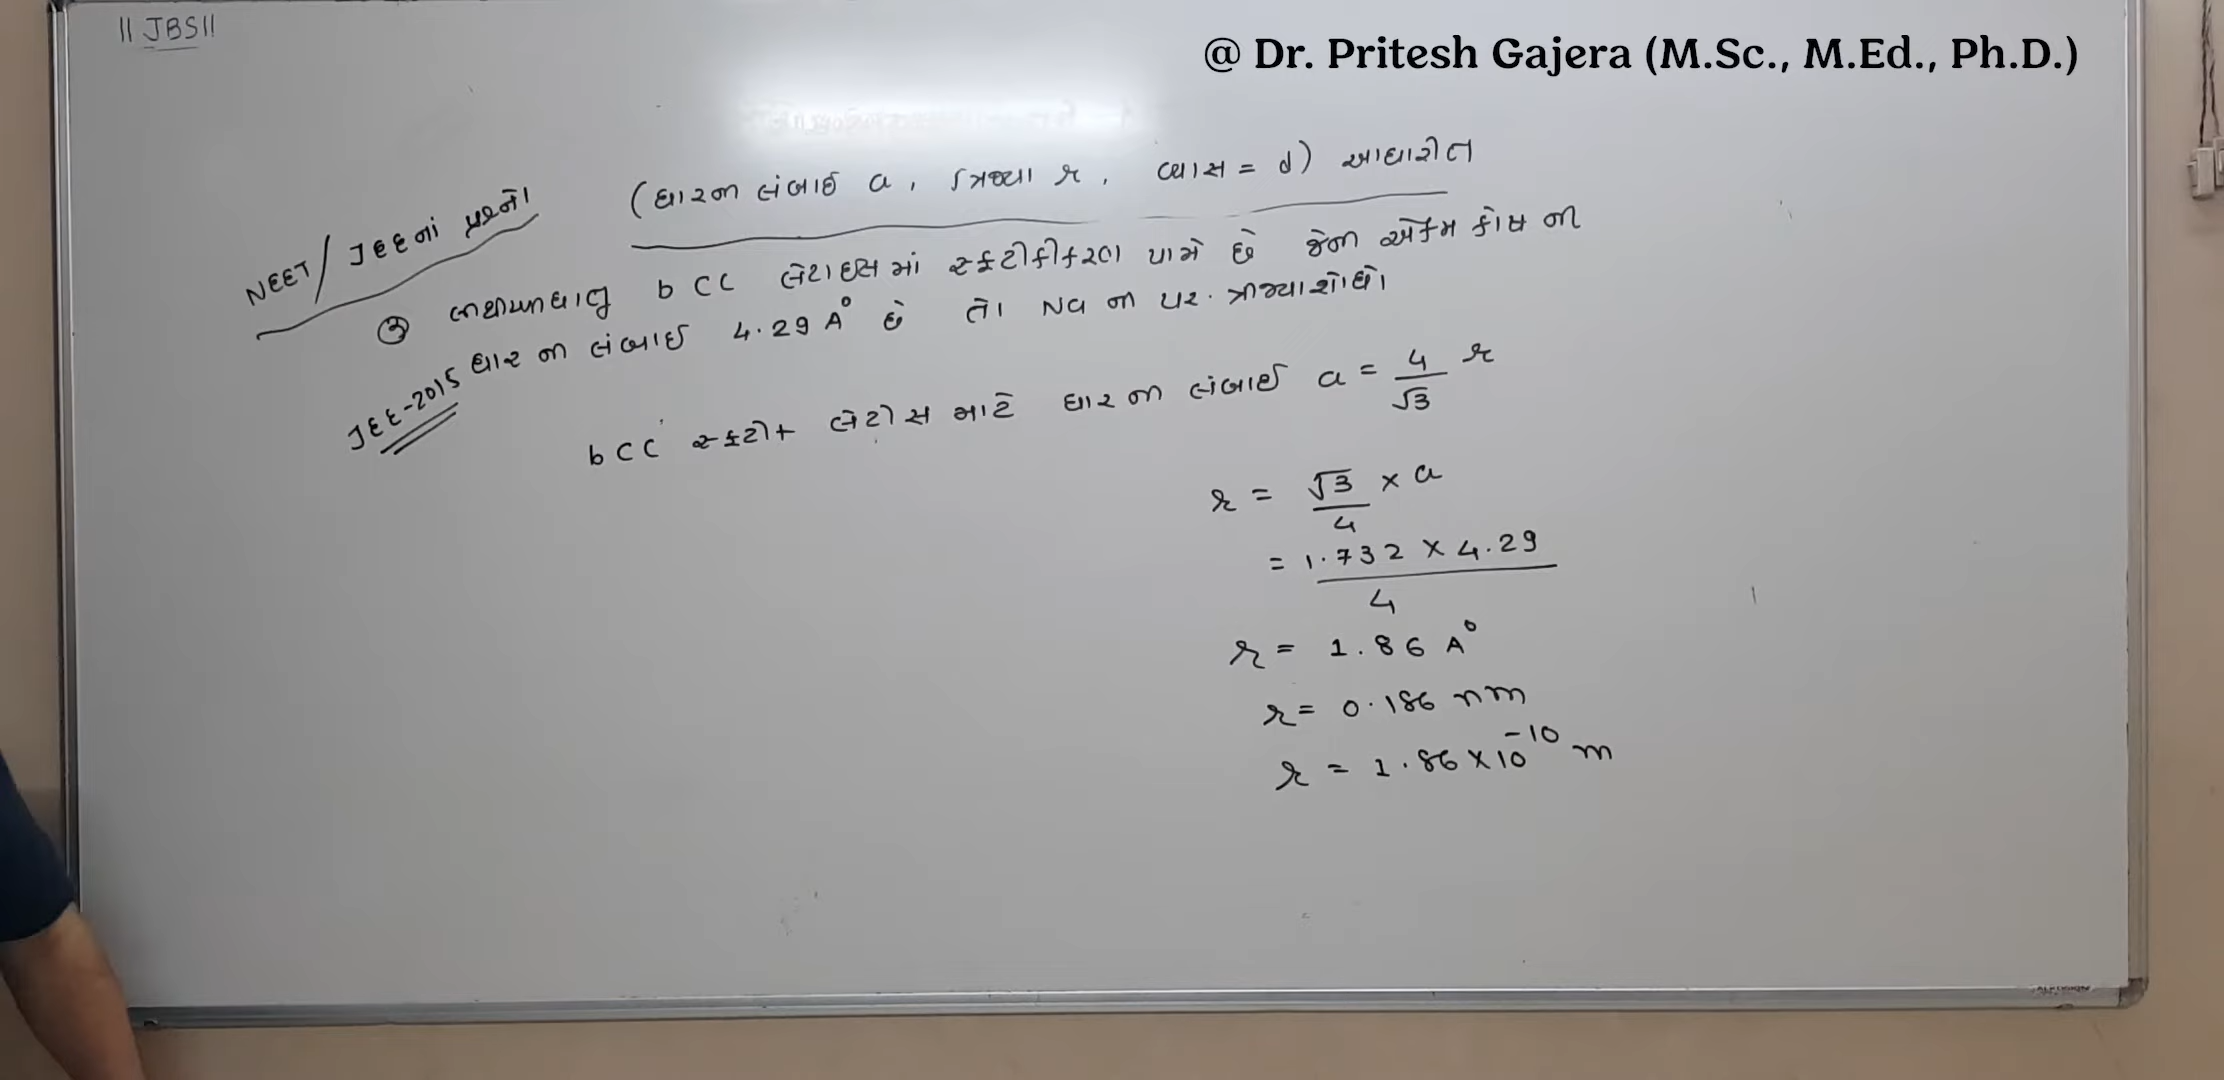 || JBS ||
@ Dr. Pritesh Gajera (M.Sc., M.Ed., Ph.D.)
NEET / JEE નાં પ્રશ્નો (ધારની લંબાઈ a, ત્રિજ્યા r, વ્યાસ = d) આધારીત
③ ધાતુ bcc લેટાઇસ માં સ્ફટીકીકરણ પામે છે જેની એકમ કોષ ની
JEE-2015 ધાર ની લંબાઈ 4.29 A° છે તો Na ની પર. ત્રીજ્યા શોધો
bcc સ્ફટીક લેટીસ માટે ધાર ની લંબાઈ a = 4/√3 r
r = √3/4 × a
= 1.732 × 4.29 / 4
r = 1.86 A°
r = 0.186 nm
r = 1.86 × 10⁻¹⁰ m